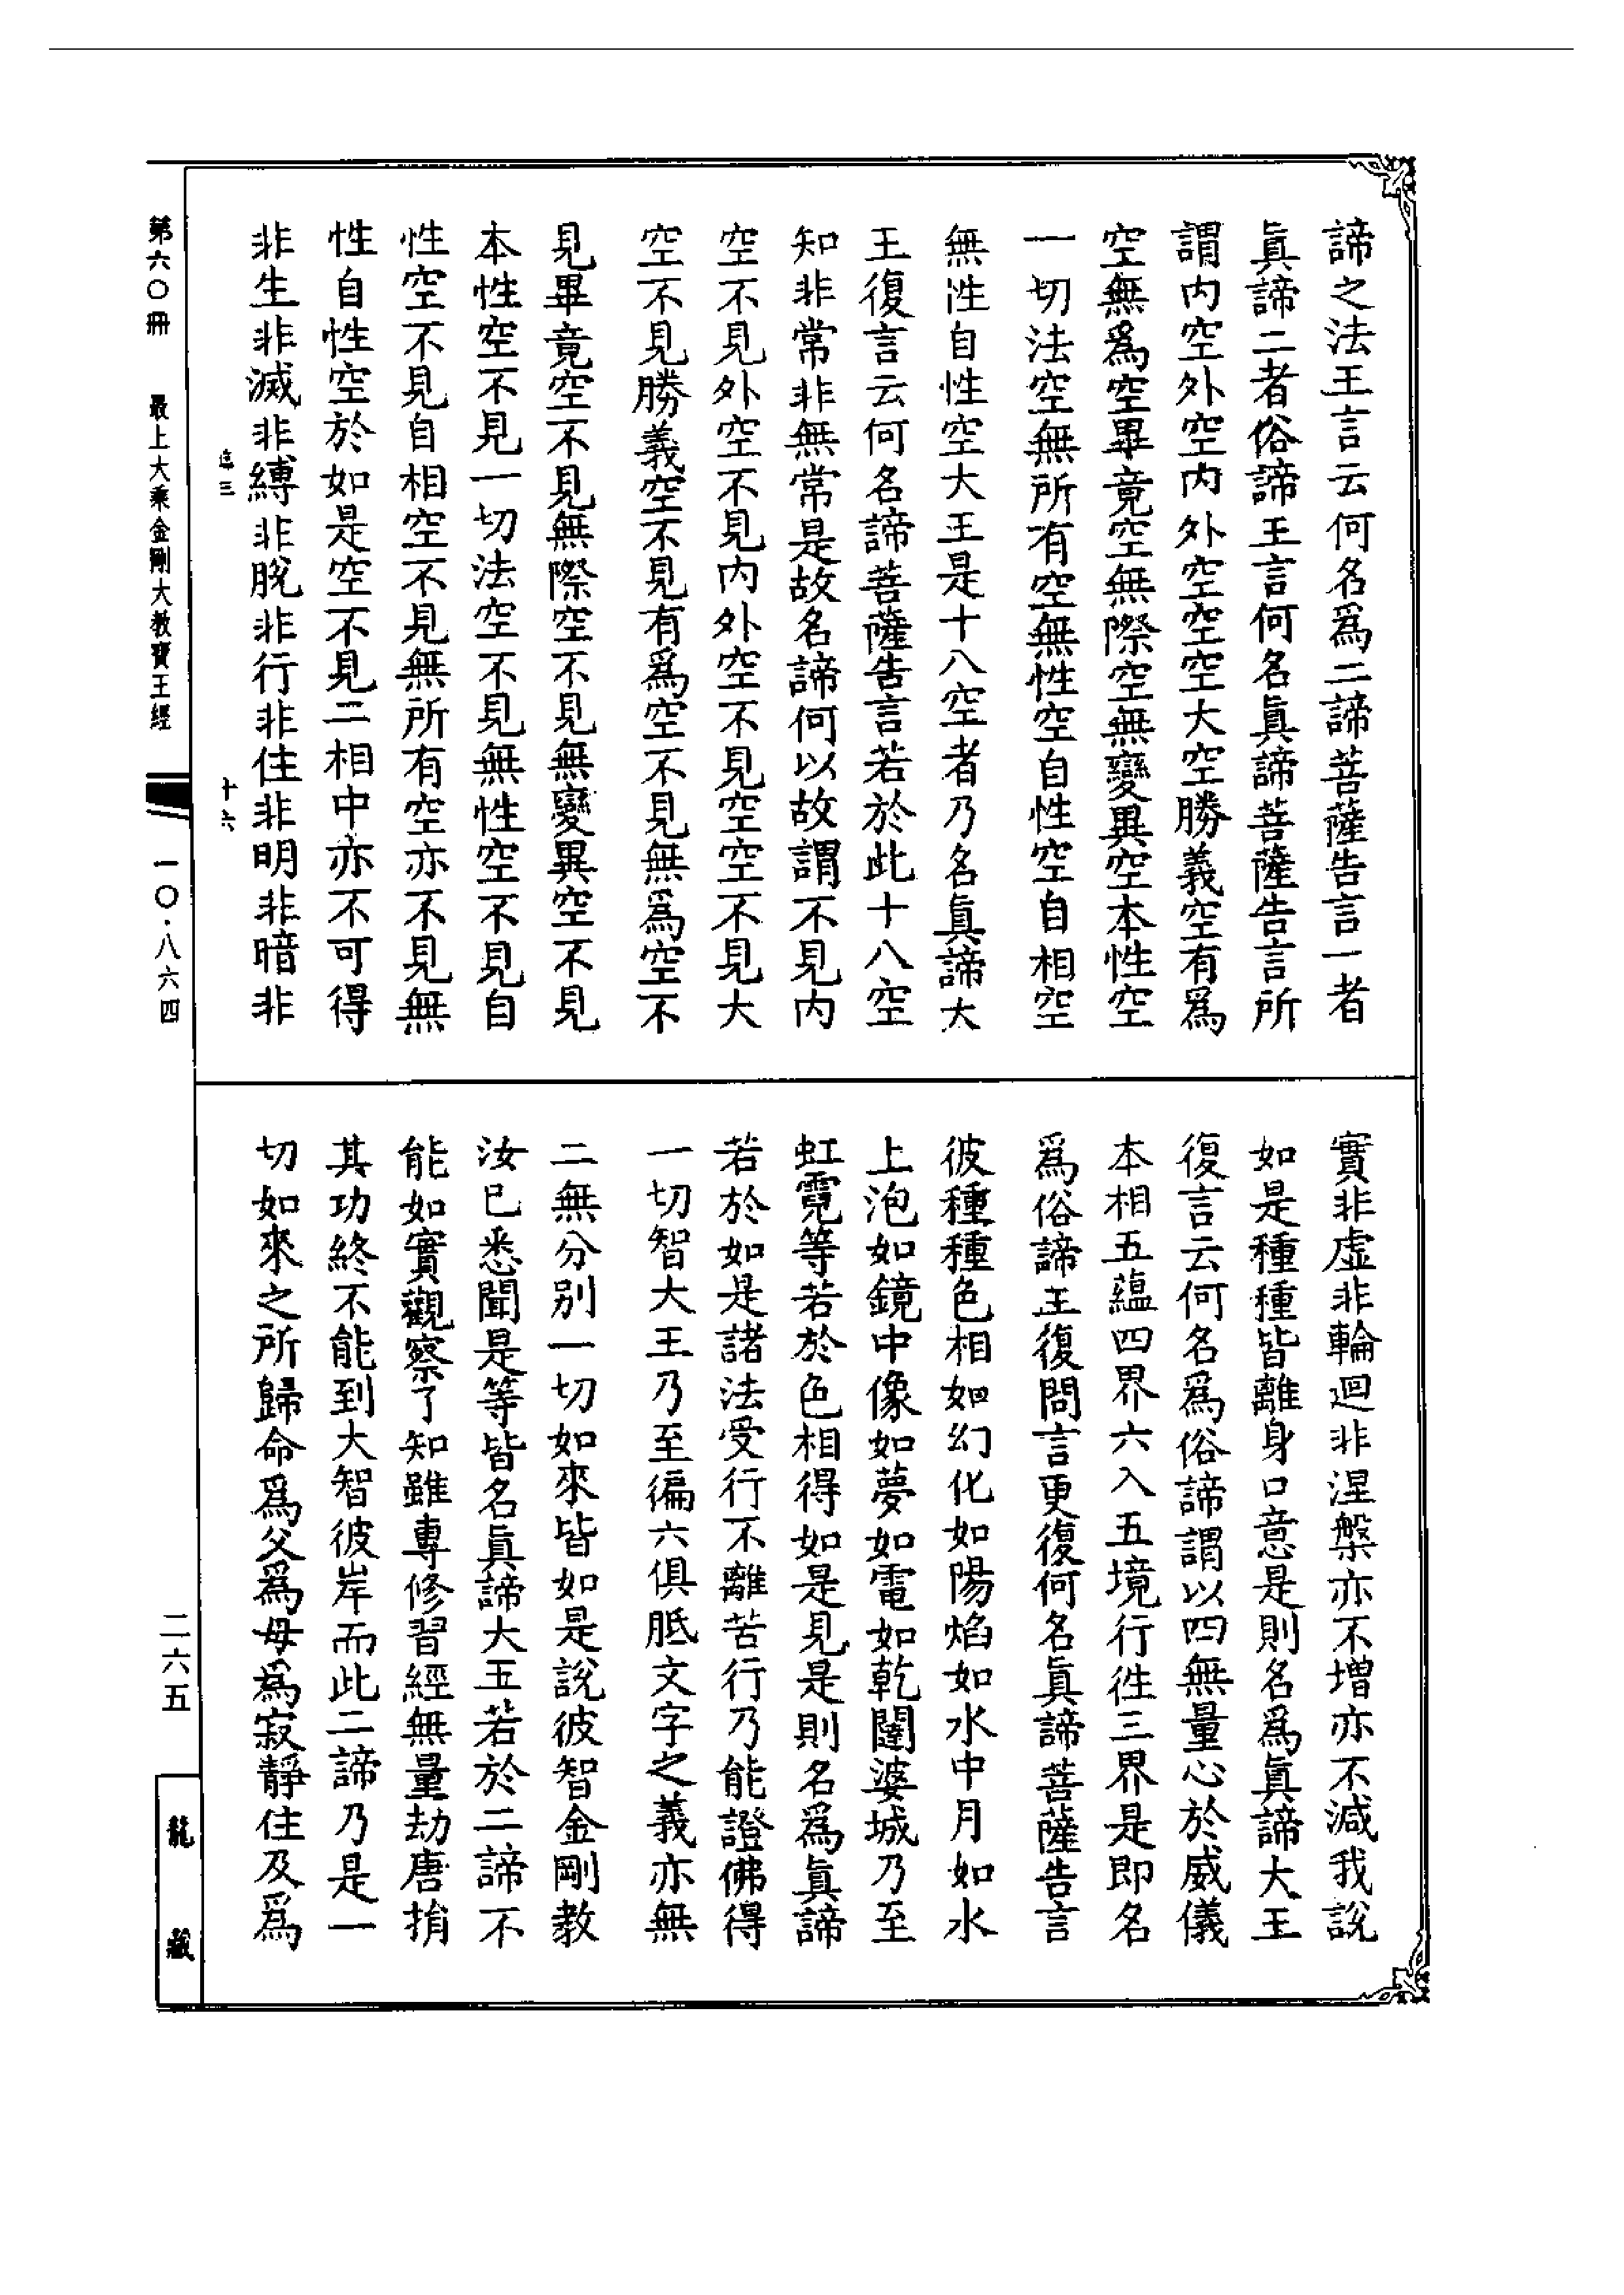 諦之法王言云何名爲二諦菩薩告言一者
眞諦二者俗諦王言何名眞諦菩薩告言所
謂内空外空内外空空空大空勝義空有爲
空無爲空畢竟空無際空無變異空本性空
一切法空無所有空無性空自性空自相空
無性自性空大王是十八空者乃名眞諦大
王復言云何名諦菩薩告言若於此十八空
知非常非無常是故名諦何以故謂不見内
空不見外空不見内外空不見空空不見大
空不見勝義空不見有爲空不見無爲空不
見畢竟空不見無際空不見無變異空不見
本性空不見一切法空不見無性空不見自
性空不見自相空不見無所有空亦不見無
性自性空於如是空不見二相中亦不可得
非生非滅非縛非脫非行非住非明非暗非
十六
第六〇冊
最上大乘金剛大教寶王經
一〇·八六四
實非虛非輪迴非涅槃亦不增亦不減我說
如是種種皆離身口意是則名爲眞諦大王
復言云何名爲俗諦謂以四無量心於威儀
本相五蘊四界六入五境行徃三界是即名
爲俗諦王復問言更復何名眞諦菩薩告言
彼種種色相如幻化如陽焰如水中月如水
上泡如鏡中像如夢如電如乾闥婆城乃至
虹霓等若於色相得如是見是則名爲眞諦
若於如是諸法受行不離苦行乃能證佛得
一切智大王乃至徧六俱胝文字之義亦無
二無分別一切如來皆如是說彼智金剛教
汝已悉聞是等皆名眞諦大王若於二諦不
能如實觀察了知雖專修習經無量劫唐捐
其功終不能到大智彼岸而此二諦乃是一
切如來之所歸命爲父爲母爲寂靜住及爲
二六五
龍藏